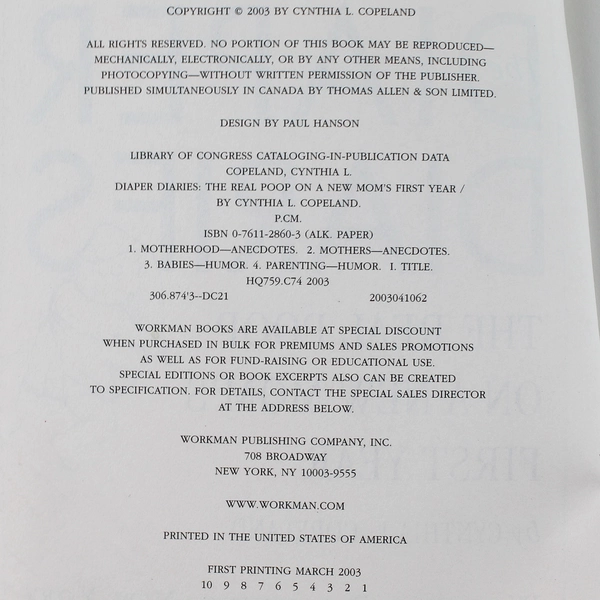 COPYRIGHT © 2003 BY CYNTHIA L. COPELAND
ALL RIGHTS RESERVED. NO PORTION OF THIS BOOK MAY BE REPRODUCED—
MECHANICALLY, ELECTRONICALLY, OR BY ANY OTHER MEANS, INCLUDING
PHOTOCOPYING—WITHOUT WRITTEN PERMISSION OF THE PUBLISHER.
PUBLISHED SIMULTANEOUSLY IN CANADA BY THOMAS ALLEN & SON LIMITED.
DESIGN BY PAUL HANSON
LIBRARY OF CONGRESS CATALOGING-IN-PUBLICATION DATA
COPELAND, CYNTHIA L.
DIAPER DIARIES: THE REAL POOP ON A NEW MOM'S FIRST YEAR /
BY CYNTHIA L. COPELAND.
P.CM.
ISBN 0-7611-2860-3 (ALK. PAPER)
1. MOTHERHOOD—ANECDOTES. 2. MOTHERS—ANECDOTES.
3. BABIES—HUMOR. 4. PARENTING—HUMOR. I. TITLE.
HQ759.C74 2003
306.874'3--DC21 2003041062
WORKMAN BOOKS ARE AVAILABLE AT SPECIAL DISCOUNT
WHEN PURCHASED IN BULK FOR PREMIUMS AND SALES PROMOTIONS
AS WELL AS FOR FUND-RAISING OR EDUCATIONAL USE.
SPECIAL EDITIONS OR BOOK EXCERPTS ALSO CAN BE CREATED
TO SPECIFICATION. FOR DETAILS, CONTACT THE SPECIAL SALES DIRECTOR
AT THE ADDRESS BELOW.
WORKMAN PUBLISHING COMPANY, INC.
708 BROADWAY
NEW YORK, NY 10003-9555
WWW.WORKMAN.COM
PRINTED IN THE UNITED STATES OF AMERICA
FIRST PRINTING MARCH 2003
10 9 8 7 6 5 4 3 2 1